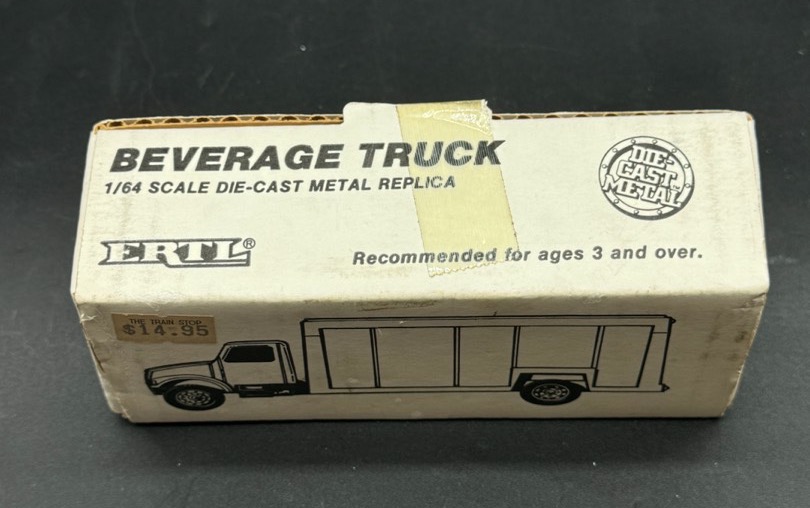 BEVERAGE TRUCK
1/64 SCALE DIE-CAST METAL REPLICA
DIE-
CAST
METAL
ERTL®
Recommended for ages 3 and over.
THE TRAIN STOP
$14.95